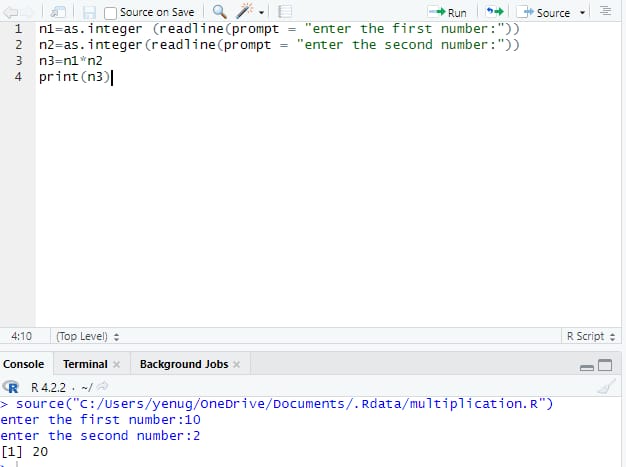 Source on Save Run Source
1 n1=as.integer (readline(prompt = "enter the first number:"))
2 n2=as.integer(readline(prompt = "enter the second number:"))
3 n3=n1*n2
4 print(n3)
4:10 (Top Level) R Script
Console Terminal Background Jobs
R R 4.2.2 · ~/
> source("C:/Users/yenug/OneDrive/Documents/.Rdata/multiplication.R")
enter the first number:10
enter the second number:2
[1] 20
>